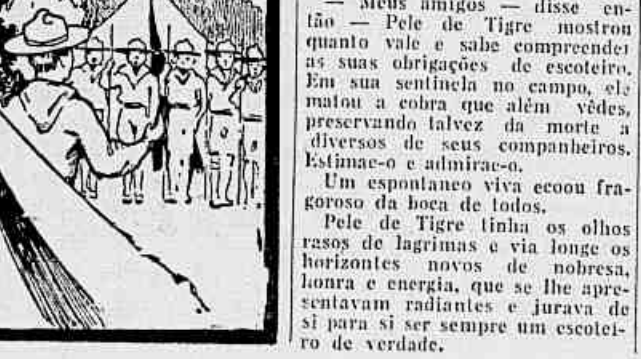 — Meus amigos — disse en-
tão — Pele de Tigre mostrou
quanto vale e sabe compreender
as suas obrigações de escoteiro.
Em sua sentinela no campo, ele
matou a cobra que além vêdes,
preservando talvez da morte a
diversos de seus companheiros.
Estimae-o e admirae-o.
Um espontaneo viva ecoou fra-
goroso da boca de todos.
Pele de Tigre tinha os olhos
rasos de lagrimas e via longe os
horizontes novos de nobresa,
honra e energia, que se lhe apre-
sentavam radiantes e jurava de
si para si ser sempre um escotei-
ro de verdade.